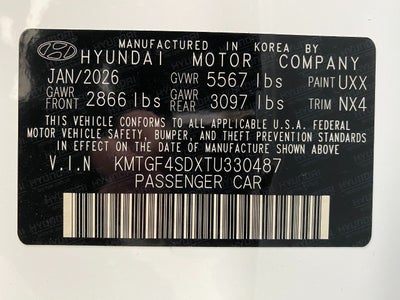 MANUFACTURED IN KOREA BY
HYUNDAI MOTOR COMPANY
JAN/2026 GVWR 5567 lbs PAINT UXX
GAWR FRONT 2866 lbs GAWR REAR 3097 lbs TRIM NX4
THIS VEHICLE CONFORMS TO ALL APPLICABLE U.S.A. FEDERAL
MOTOR VEHICLE SAFETY, BUMPER, AND THEFT PREVENTION STANDARDS
IN EFFECT ON THE DATE OF MANUFACTURE SHOWN ABOVE.
V.I.N KMTGF4SDXTU330487
PASSENGER CAR